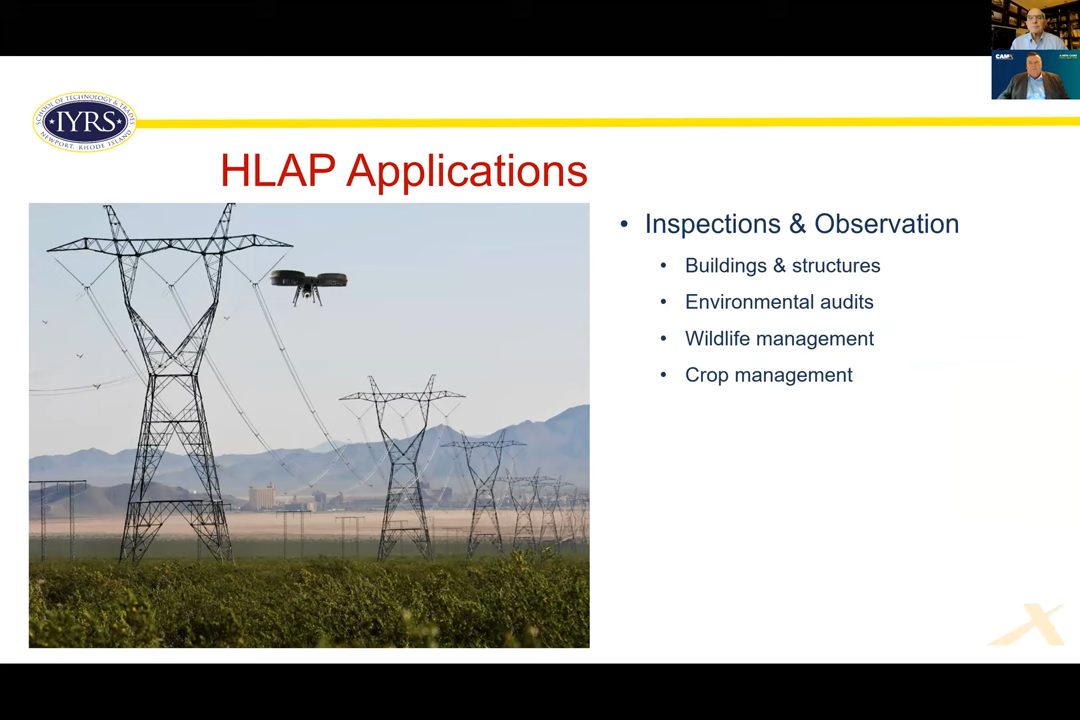 CAMX
SCHOOL OF TECHNOLOGY & TRADES
IYRS
NEWPORT, RHODE ISLAND
HLAP Applications
• Inspections & Observation
• Buildings & structures
• Environmental audits
• Wildlife management
• Crop management